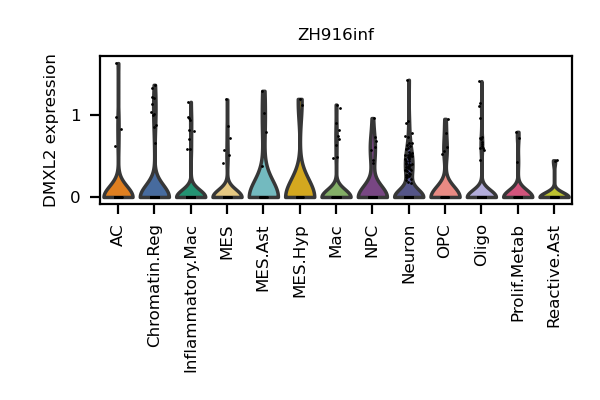 ZH916inf
DMXL2 expression
1
0
AC
Chromatin.Reg
Inflammatory.Mac
MES
MES.Ast
MES.Hyp
Mac
NPC
Neuron
OPC
Oligo
Prolif.Metab
Reactive.Ast